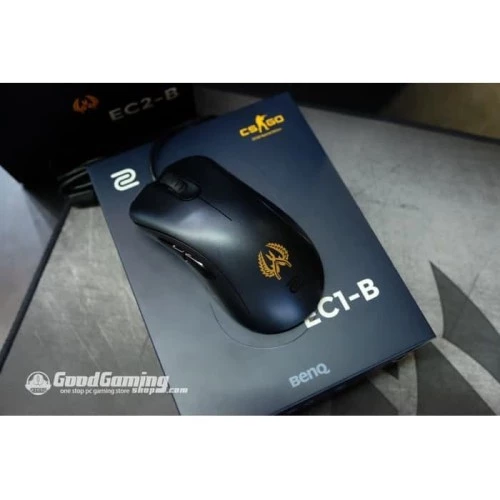 EC2-B
CS GO
EC1-B
BenQ
GoodGaming
one stop pc gaming store shop.com